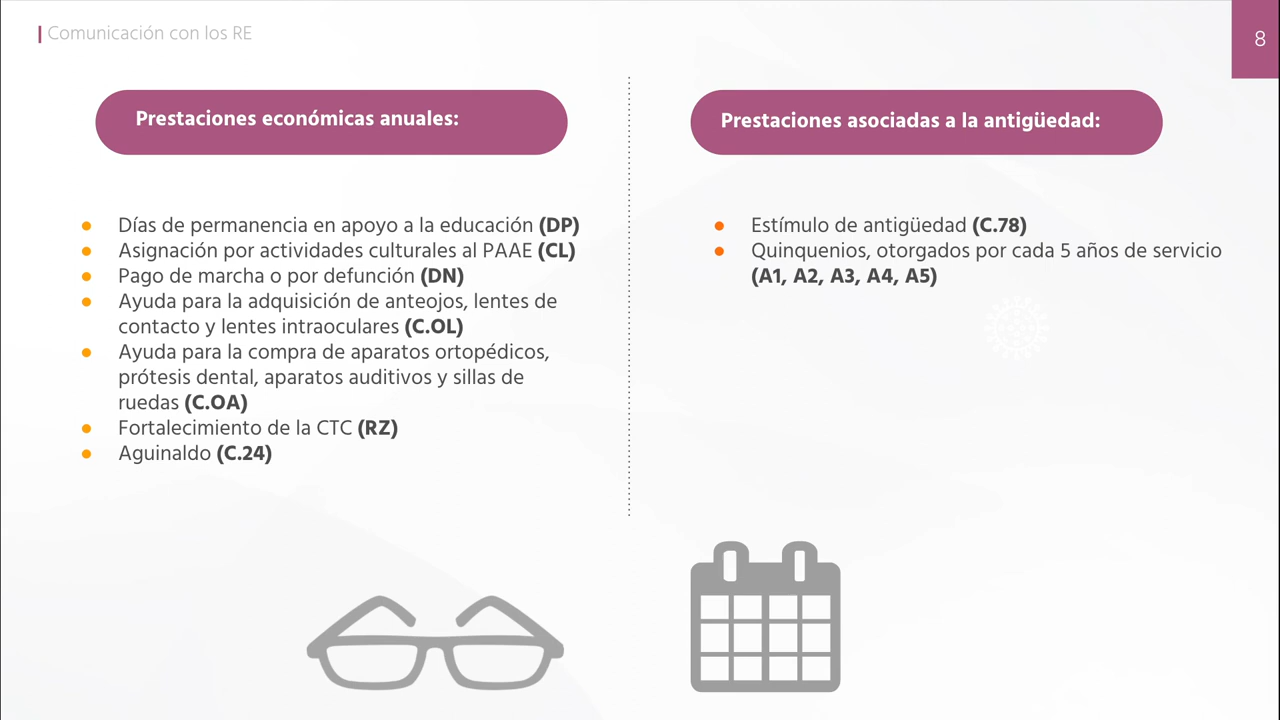 Comunicación con los RE
8
Prestaciones económicas anuales:
Días de permanencia en apoyo a la educación (DP)
Asignación por actividades culturales al PAAE (CL)
Pago de marcha o por defunción (DN)
Ayuda para la adquisición de anteojos, lentes de
contacto y lentes intraoculares (C.OL)
Ayuda para la compra de aparatos ortopédicos,
prótesis dental, aparatos auditivos y sillas de
ruedas (C.OA)
Fortalecimiento de la CTC (RZ)
Aguinaldo (C.24)
Prestaciones asociadas a la antigüedad:
Estímulo de antigüedad (C.78)
Quinquenios, otorgados por cada 5 años de servicio
(A1, A2, A3, A4, A5)